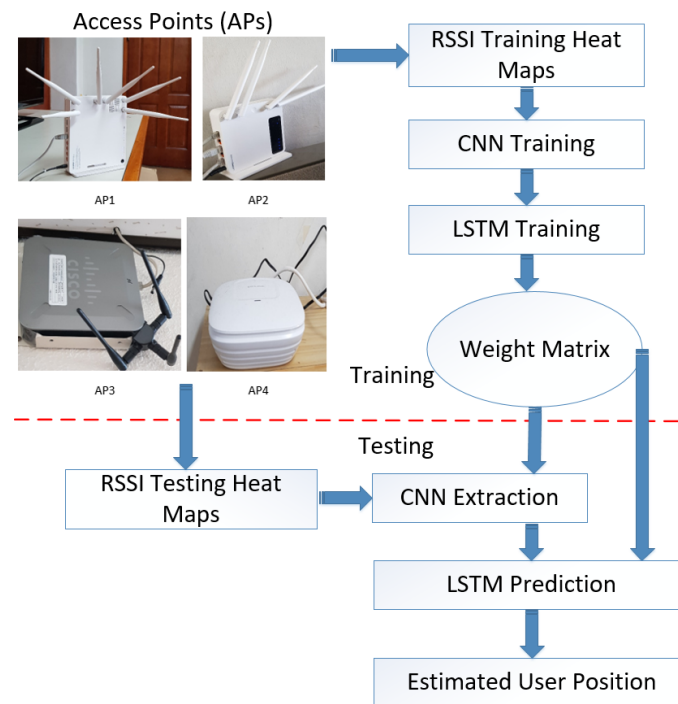 Access Points (APs)
RSSI Training Heat
Maps
CNN Training
AP1
AP2
LSTM Training
CISCO
Weight Matrix
AP3
AP4
Training
Testing
RSSI Testing Heat
Maps
CNN Extraction
LSTM Prediction
Estimated User Position